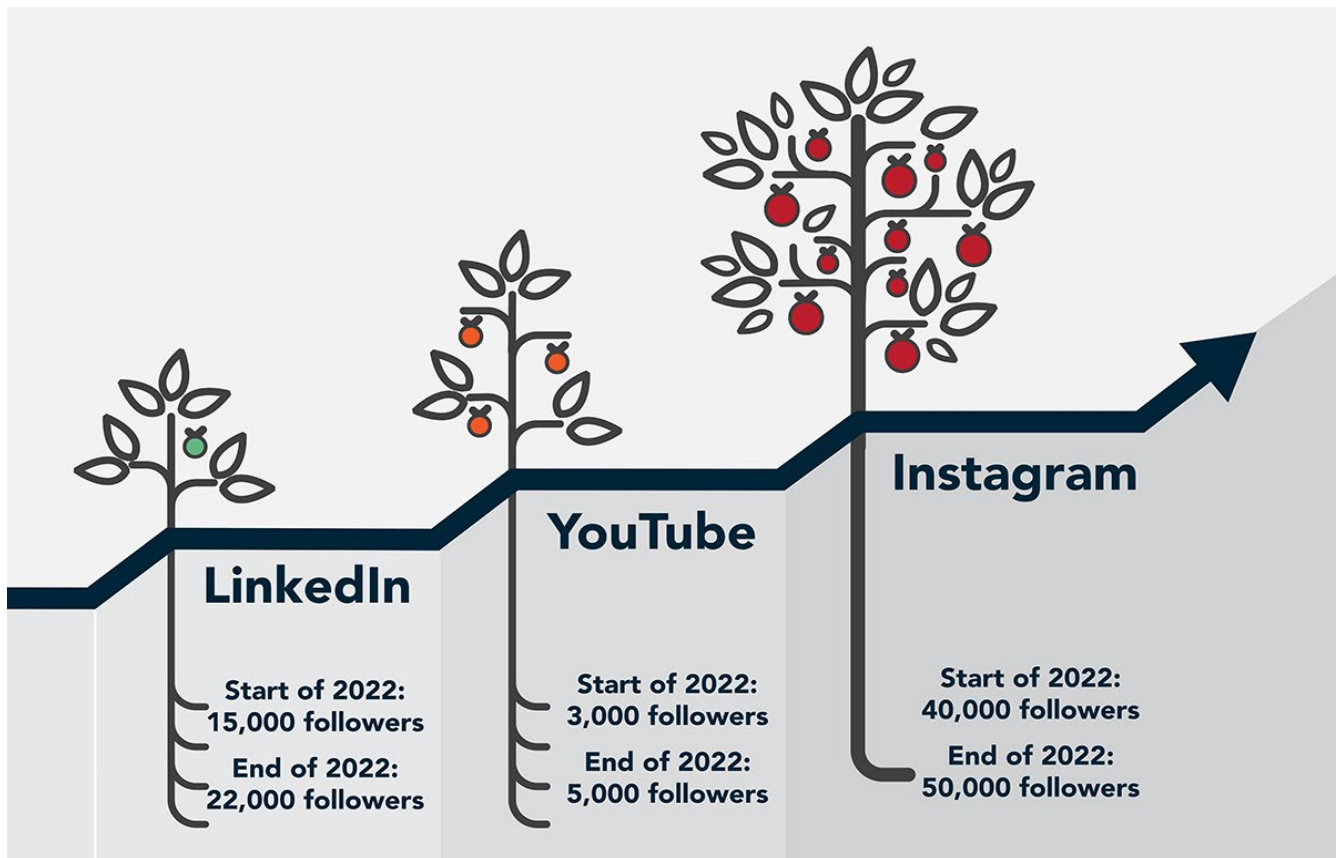 LinkedIn
Start of 2022:
15,000 followers
End of 2022:
22,000 followers
YouTube
Start of 2022:
3,000 followers
End of 2022:
5,000 followers
Instagram
Start of 2022:
40,000 followers
End of 2022:
50,000 followers